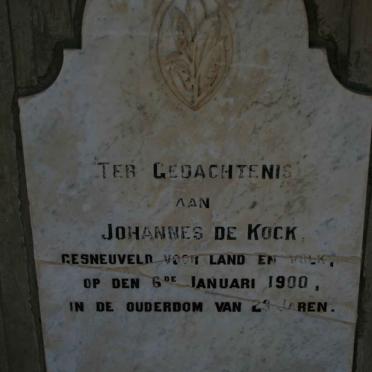 TER GEDACHTENIS
AAN
JOHANNES DE KOCK,
GESNEUVELD VOOR LAND EN VOLK,
OP DEN 6DE JANUARI 1900,
IN DE OUDERDOM VAN JAREN.